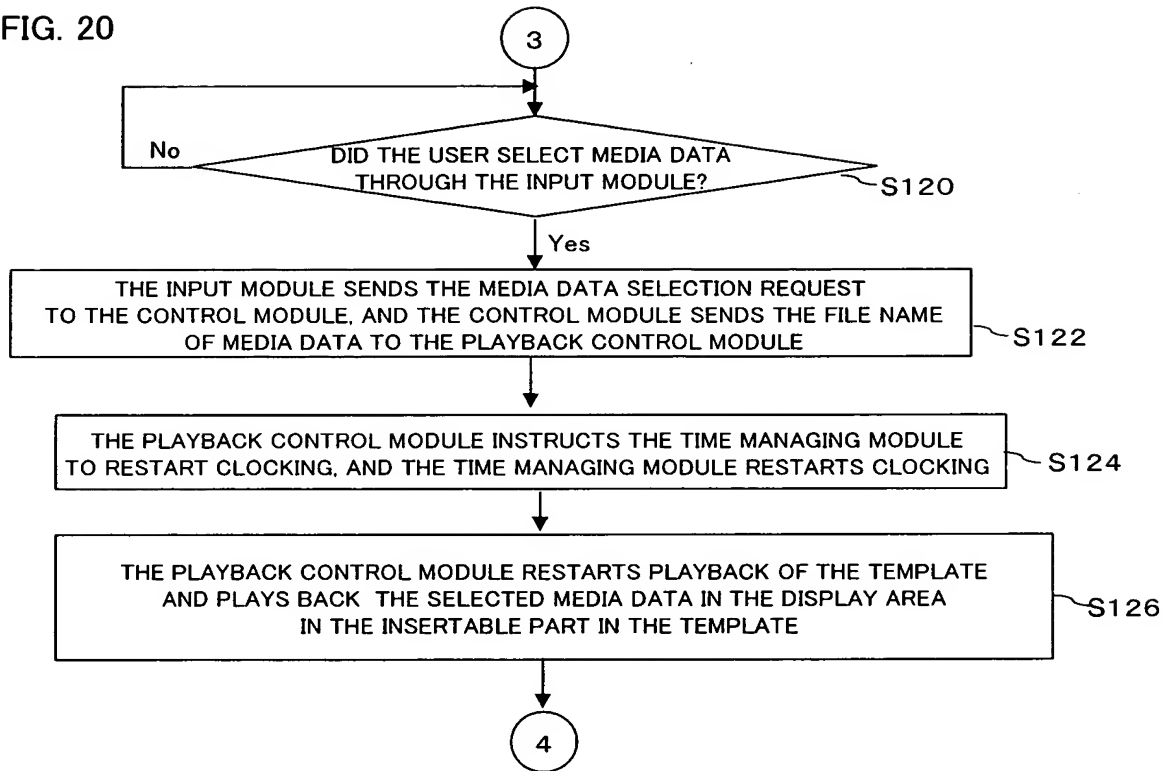 FIG. 20
3
No
DID THE USER SELECT MEDIA DATA
THROUGH THE INPUT MODULE?
S120
Yes
THE INPUT MODULE SENDS THE MEDIA DATA SELECTION REQUEST
TO THE CONTROL MODULE, AND THE CONTROL MODULE SENDS THE FILE NAME
OF MEDIA DATA TO THE PLAYBACK CONTROL MODULE
S122
THE PLAYBACK CONTROL MODULE INSTRUCTS THE TIME MANAGING MODULE
TO RESTART CLOCKING, AND THE TIME MANAGING MODULE RESTARTS CLOCKING
S124
THE PLAYBACK CONTROL MODULE RESTARTS PLAYBACK OF THE TEMPLATE
AND PLAYS BACK THE SELECTED MEDIA DATA IN THE DISPLAY AREA
IN THE INSERTABLE PART IN THE TEMPLATE
S126
4